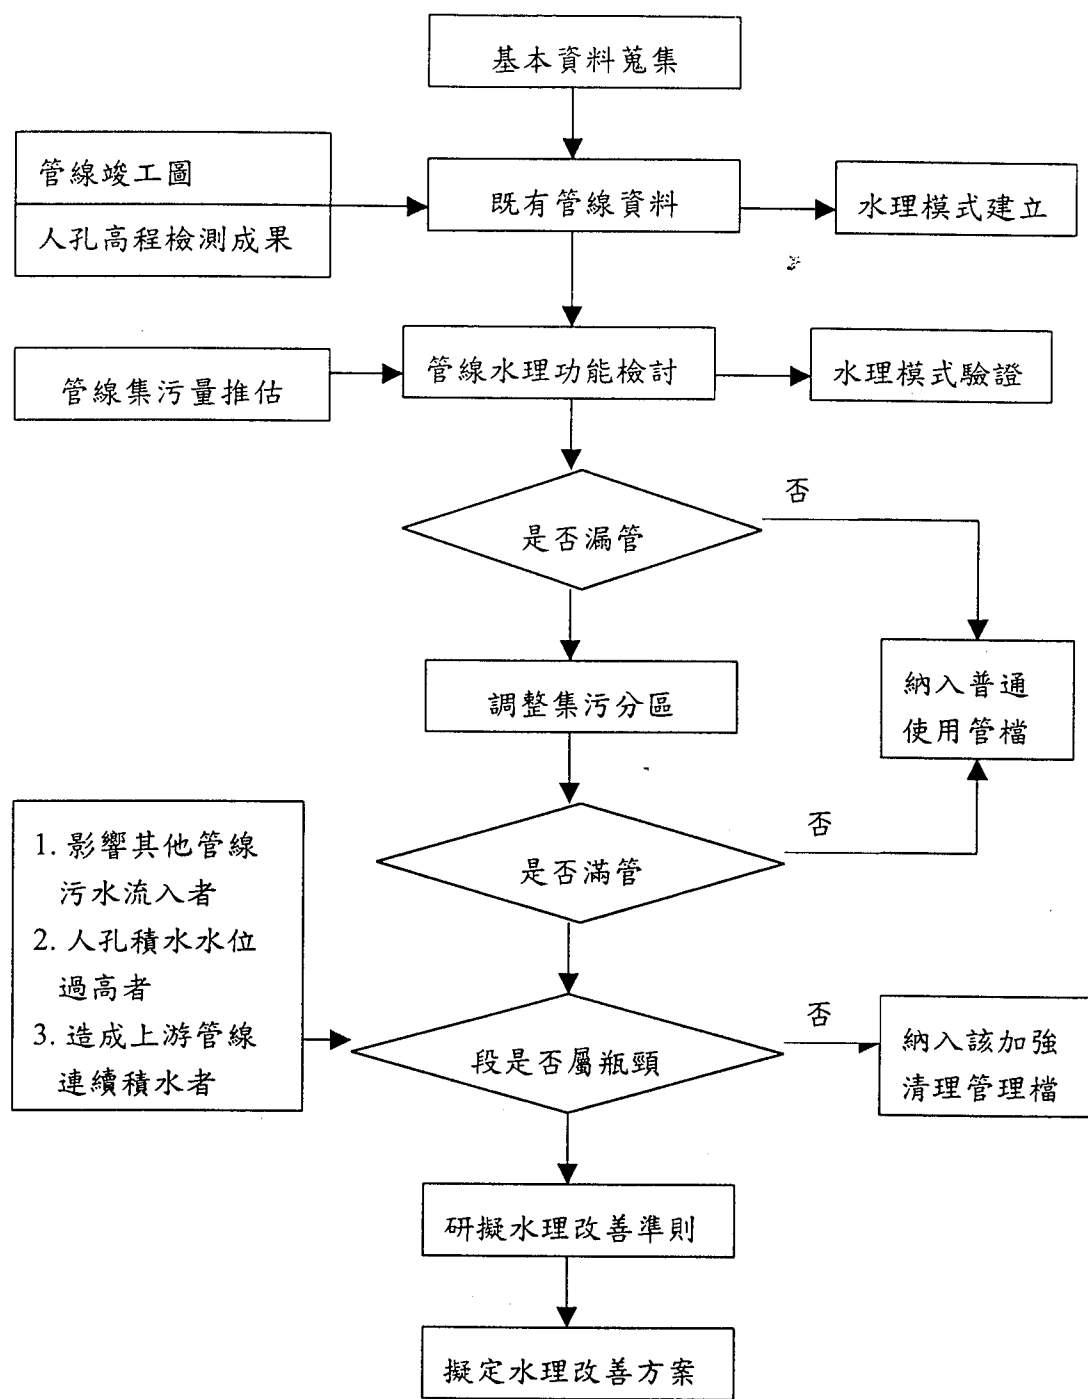 基本資料蒐集
管線竣工圖
人孔高程檢測成果
既有管線資料
水理模式建立
管線集污量推估
管線水理功能檢討
水理模式驗證
是否漏管
否
調整集污分區
納入普通
使用管檔
是否滿管
否
1. 影響其他管線
污水流入者
2. 人孔積水水位
過高者
3. 造成上游管線
連續積水者
段是否屬瓶頸
否
納入該加強
清理管理檔
研擬水理改善準則
擬定水理改善方案